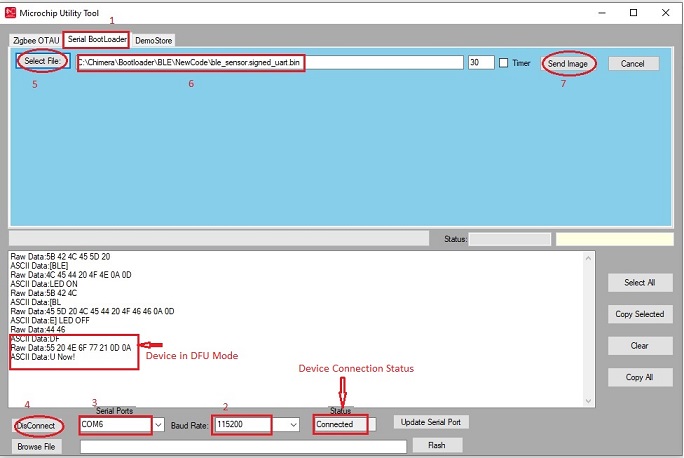 Microchip Utility Tool
1
Zigbee OTAU Serial BootLoader DemoStore
Select File: C:\Chimera\Bootloader\BLE\NewCode\ble_sensor.signed_uart.bin 30 Timer Send Image Cancel
5 6 7
Status:
Raw Data:5B 42 4C 45 5D 20
ASCII Data:[BLE]
Raw Data:4C 45 44 20 4F 4E 0A 0D
ASCII Data:LED ON
Raw Data:5B 42 4C
ASCII Data:[BL
Raw Data:45 5D 20 4C 45 44 20 4F 46 46 0A 0D
ASCII Data:E] LED OFF
Raw Data:44 46
ASCII Data:DF
Raw Data:55 20 4E 6F 77 21 0D 0A
ASCII Data:U Now!
Device in DFU Mode
Device Connection Status
Select All
Copy Selected
Clear
Copy All
4 3 2
Serial Ports Status
DisConnect COM6 Baud Rate: 115200 Connected Update Serial Port
Browse File Flash